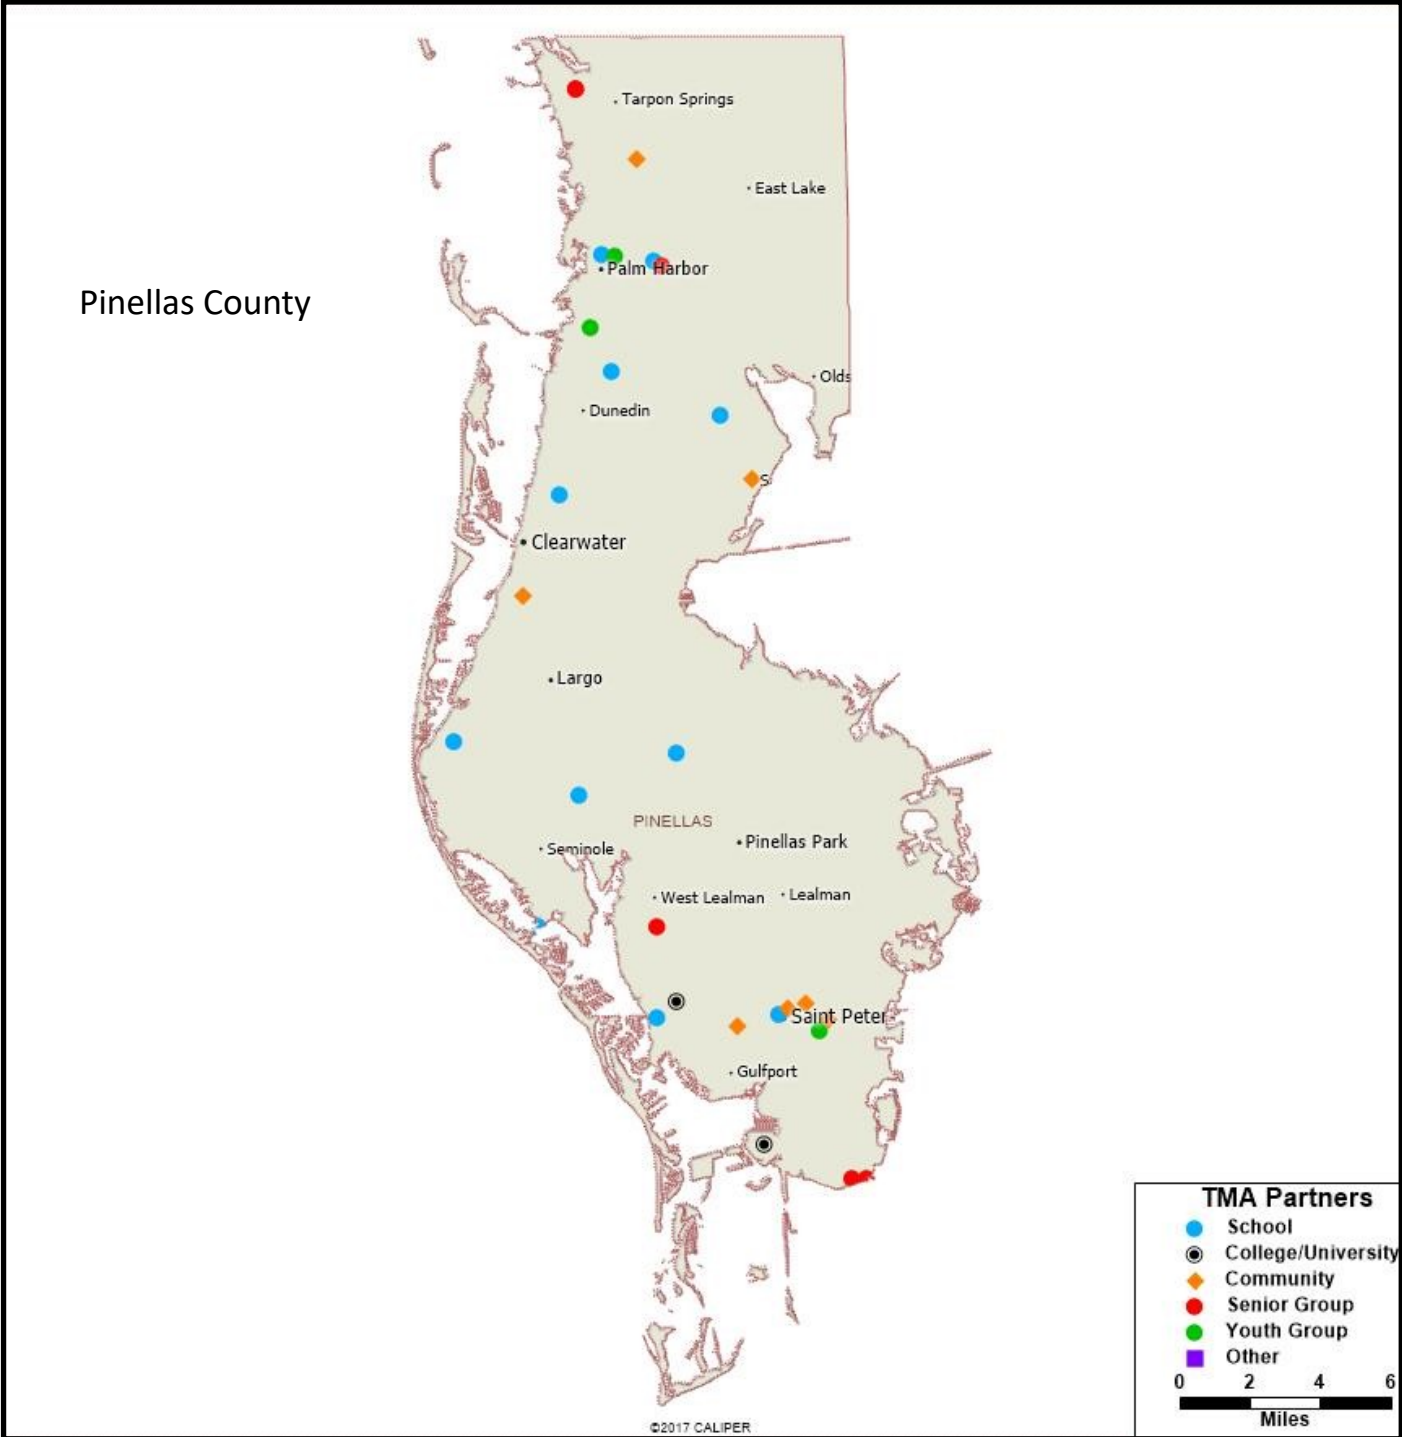 Tarpon Springs
East Lake
Palm Harbor
Pinellas County
Olds
Dunedin
S
Clearwater
Largo
PINELLAS
Pinellas Park
Seminole
West Lealman
Lealman
Saint Peter
Gulfport
TMA Partners
School
College/University
Community
Senior Group
Youth Group
Other
0 2 4 6
Miles
©2017 CALIPER